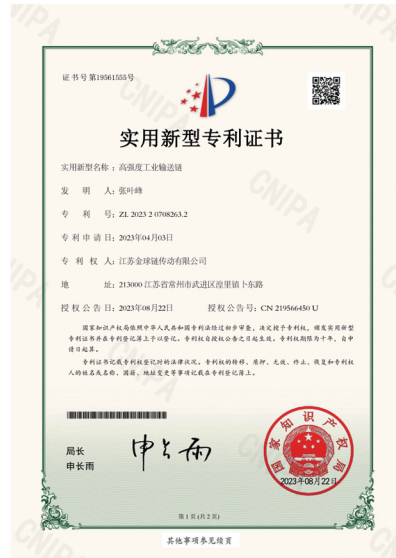 证书号第19561555号
实用新型专利证书
实用新型名称：高强度工业输送链
发 明 人：张叶峰
专 利 号：ZL 2023 2 0708263.2
专利申请日：2023年04月03日
专 利 权 人：江苏金球链传动有限公司
地 址：213000 江苏省常州市武进区湟里镇卜东路
授权公告日：2023年08月22日 授权公告号：CN 219566450 U
国家知识产权局依照中华人民共和国专利法经过初步审查，决定授予专利权，颁发实用新型
专利证书并在专利登记簿上予以登记。专利权自授权公告之日起生效。专利权期限为十年，自申
请日起算。
专利证书记载专利权登记时的法律状况。专利权的转移、质押、无效、终止、恢复和专利权
人的姓名或名称、国籍、地址变更等事项记载在专利登记簿上。
局长
申长雨
申长雨
国家知识产权局
2023年08月22日
第 1 页 (共 2 页)
其他事项参见续页
CNIPA